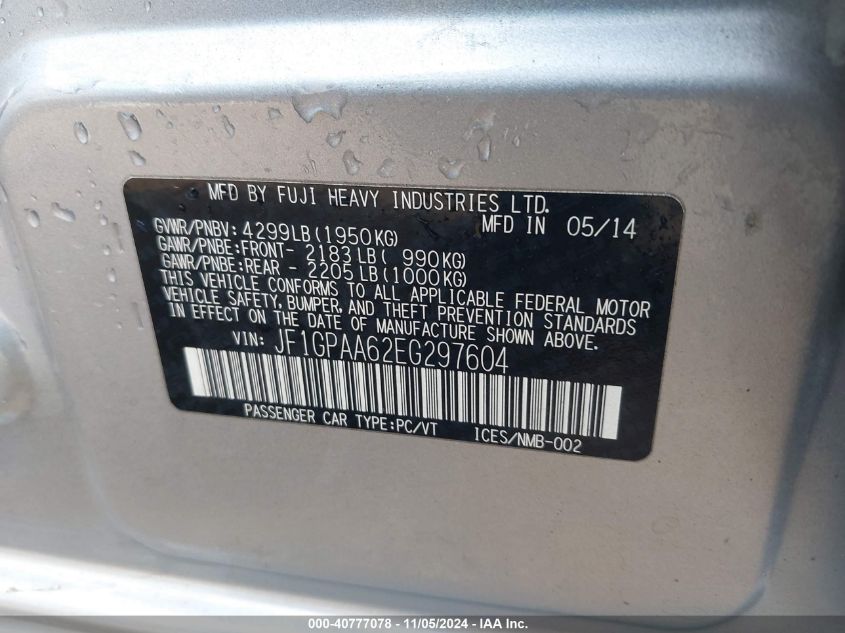 MFD BY FUJI HEAVY INDUSTRIES LTD.
MFD IN 05/14
GVWR/PNBV: 4299LB(1950KG)
GAWR/PNBE:FRONT- 2183LB( 990KG)
GAWR/PNBE:REAR - 2205LB(1000KG)
THIS VEHICLE CONFORMS TO ALL APPLICABLE FEDERAL MOTOR
VEHICLE SAFETY, BUMPER, AND THEFT PREVENTION STANDARDS
IN EFFECT ON THE DATE OF MANUFACTURE SHOWN ABOVE.
VIN: JF1GPAA62EG297604
PASSENGER CAR TYPE:PC/VT
ICES/NMB-002
000-40777078 - 11/05/2024 - IAA Inc.